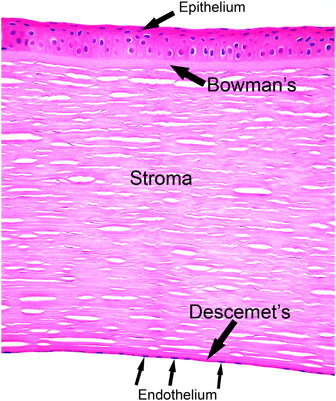 Epithelium
Bowman's
Stroma
Descemet's
Endothelium